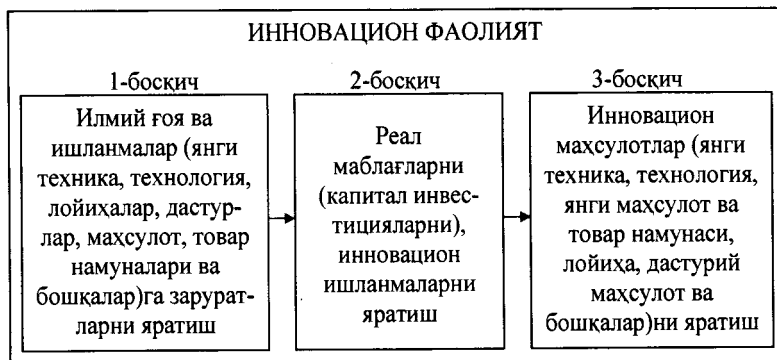 ИННОВАЦИОН ФАОЛИЯТ
1-босқич
Илмий ғоя ва
ишланмалар (янги
техника, технология,
лойиҳалар, дастур-
лар, маҳсулот, товар
намуналари ва
бошқалар)га зарурат-
ларни яратиш
2-босқич
Реал
маблағларни
(капитал инвес-
тицияларни),
инновацион
ишланмаларни
яратиш
3-босқич
Инновацион
маҳсулотлар (янги
техника, технология,
янги маҳсулот ва
товар намунаси,
лойиҳа, дастурий
маҳсулот ва
бошқалар)ни яратиш